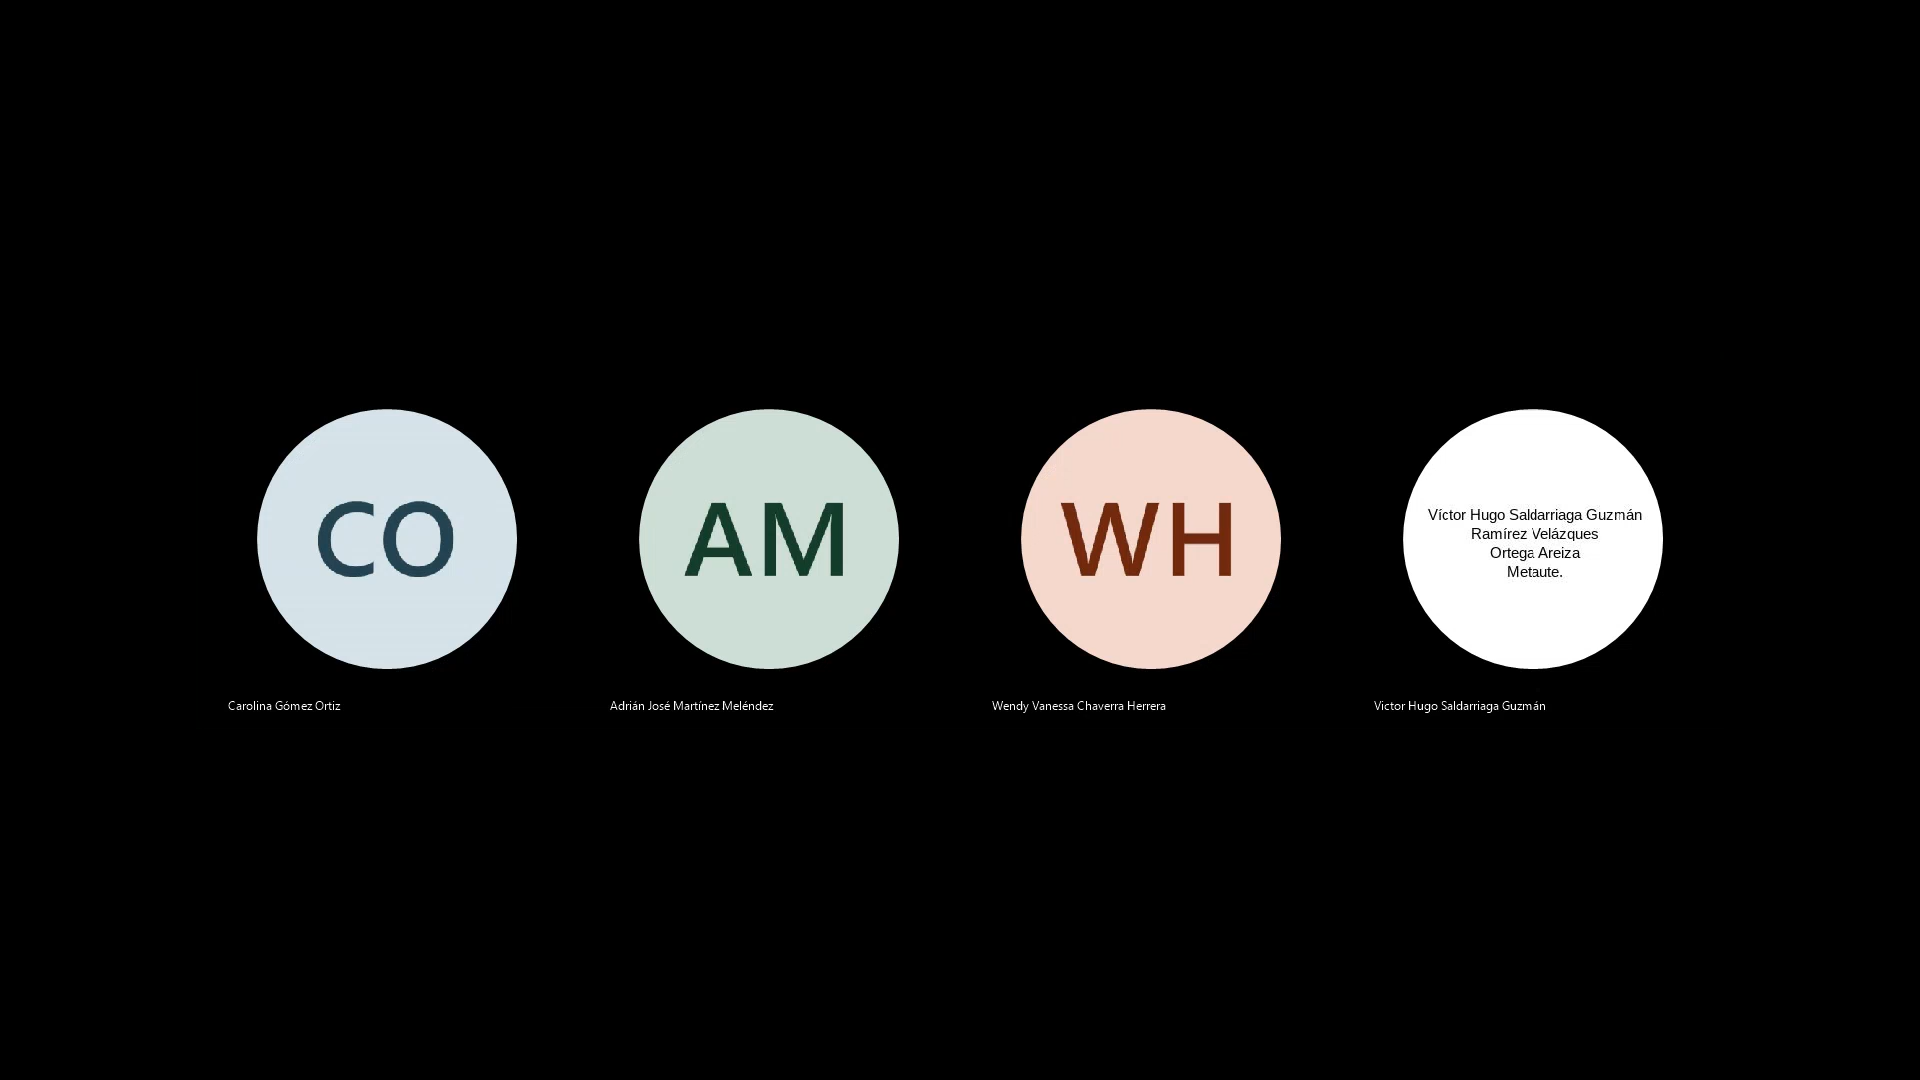 CO
AM
WH
Víctor Hugo Saldarriaga Guzmán
Ramírez Velázques
Ortega Areiza
Metaute.
Carolina Gómez Ortiz
Adrián José Martínez Meléndez
Wendy Vanessa Chaverra Herrera
Victor Hugo Saldarriaga Guzmán